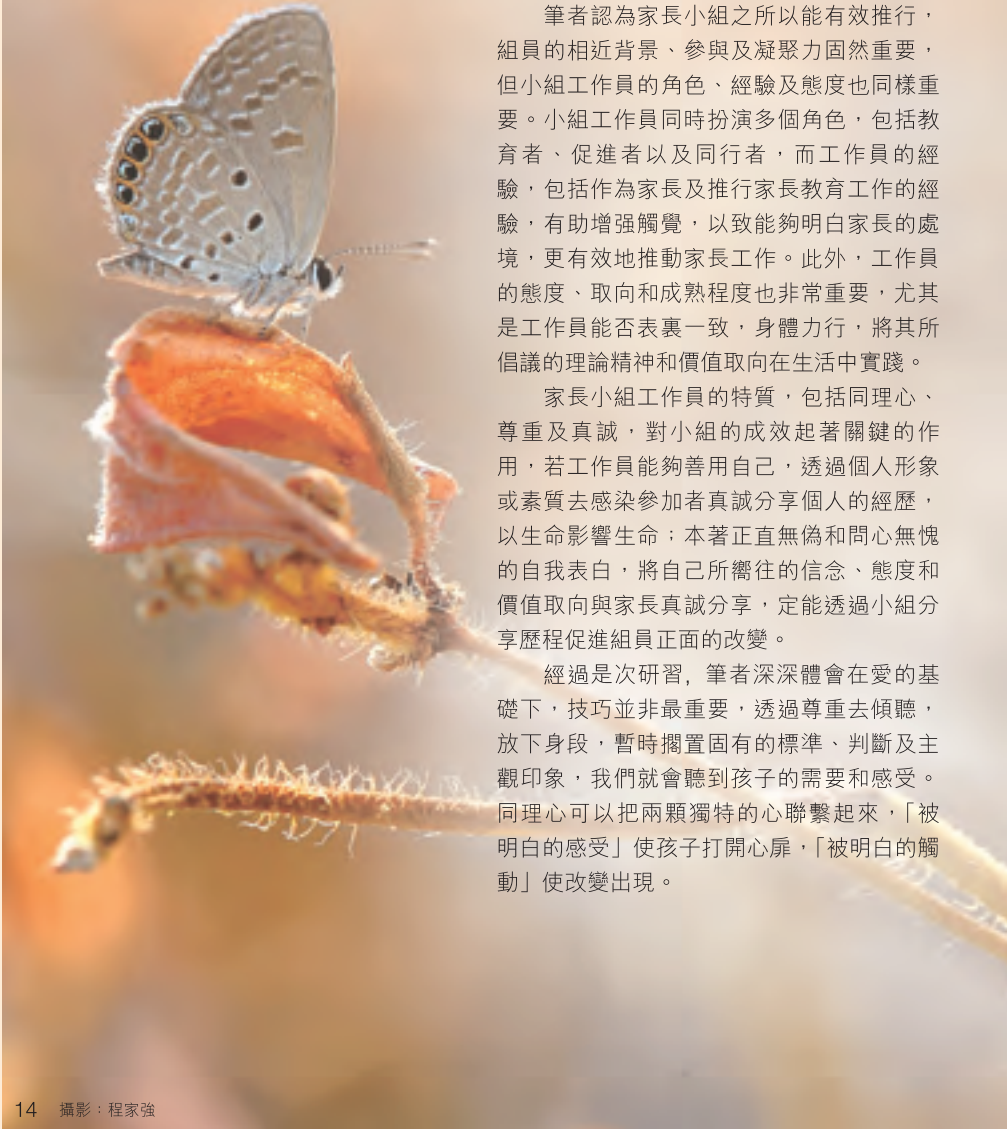 筆者認為家長小組之所以能有效推行，
組員的相近背景、參與及凝聚力固然重要，
但小組工作員的角色、經驗及態度也同樣重
要。小組工作員同時扮演多個角色，包括教
育者、促進者以及同行者，而工作員的經
驗，包括作為家長及推行家長教育工作的經
驗，有助增强觸覺，以致能夠明白家長的處
境，更有效地推動家長工作。此外，工作員
的態度、取向和成熟程度也非常重要，尤其
是工作員能否表裏一致，身體力行，將其所
倡議的理論精神和價值取向在生活中實踐。
家長小組工作員的特質，包括同理心、
尊重及真誠，對小組的成效起著關鍵的作
用，若工作員能夠善用自己，透過個人形象
或素質去感染參加者真誠分享個人的經歷，
以生命影響生命；本著正直無偽和問心無愧
的自我表白，將自己所嚮往的信念、態度和
價值取向與家長真誠分享，定能透過小組分
享歷程促進組員正面的改變。
經過是次研習，筆者深深體會在愛的基
礎下，技巧並非最重要，透過尊重去傾聽，
放下身段，暫時擱置固有的標準、判斷及主
觀印象，我們就會聽到孩子的需要和感受。
同理心可以把兩顆獨特的心聯繫起來，「被
明白的感受」使孩子打開心扉，「被明白的觸
動」使改變出現。
14 攝影：程家強